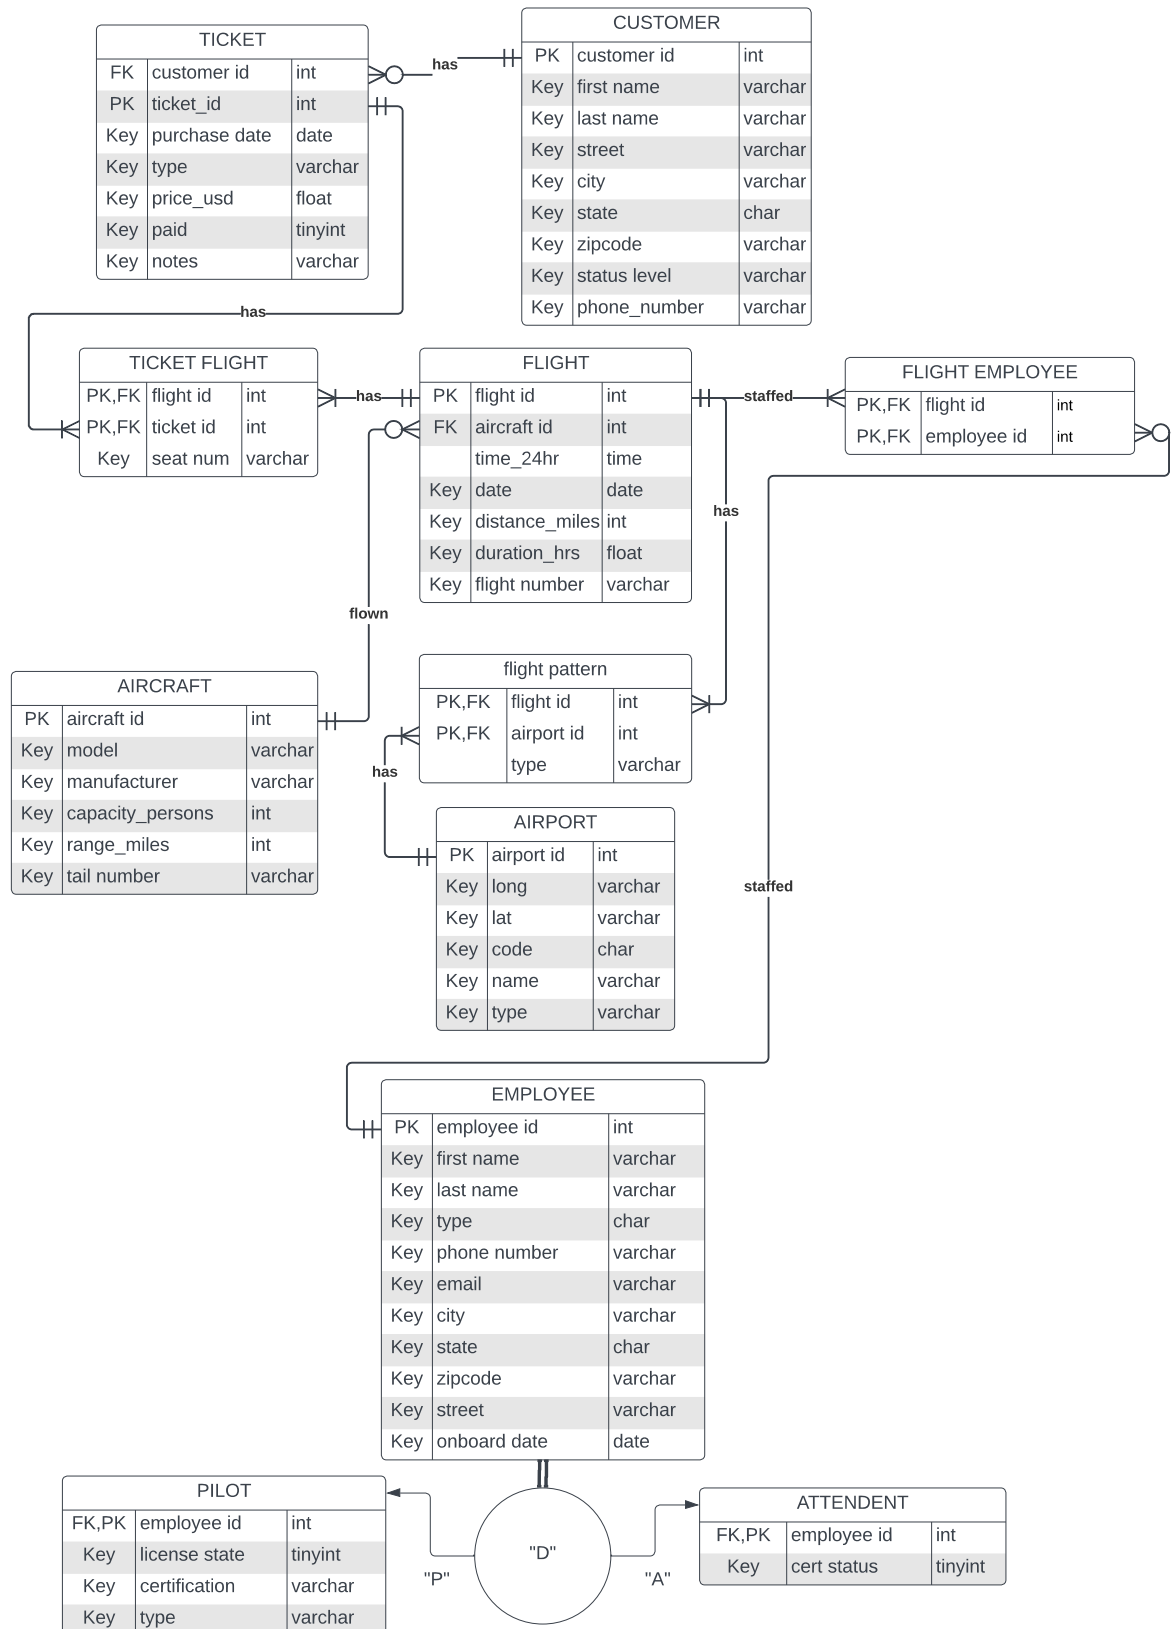 TICKET
FK customer id int
PK ticket_id int
Key purchase date date
Key type varchar
Key price_usd float
Key paid tinyint
Key notes varchar
has
CUSTOMER
PK customer id int
Key first name varchar
Key last name varchar
Key street varchar
Key city varchar
Key state char
Key zipcode varchar
Key status level varchar
Key phone_number varchar
has
TICKET FLIGHT
PK,FK flight id int
PK,FK ticket id int
Key seat num varchar
has
FLIGHT
PK flight id int
FK aircraft id int
time_24hr time
Key date date
Key distance_miles int
Key duration_hrs float
Key flight number varchar
staffed
FLIGHT EMPLOYEE
PK,FK flight id int
PK,FK employee id int
has
flown
flight pattern
PK,FK flight id int
PK,FK airport id int
type varchar
has
AIRCRAFT
PK aircraft id int
Key model varchar
Key manufacturer varchar
Key capacity_persons int
Key range_miles int
Key tail number varchar
AIRPORT
PK airport id int
Key long varchar
Key lat varchar
Key code char
Key name varchar
Key type varchar
staffed
EMPLOYEE
PK employee id int
Key first name varchar
Key last name varchar
Key type char
Key phone number varchar
Key email varchar
Key city varchar
Key state char
Key zipcode varchar
Key street varchar
Key onboard date date
PILOT
FK,PK employee id int
Key license state tinyint
Key certification varchar
Key type varchar
"P"
"D"
"A"
ATTENDENT
FK,PK employee id int
Key cert status tinyint